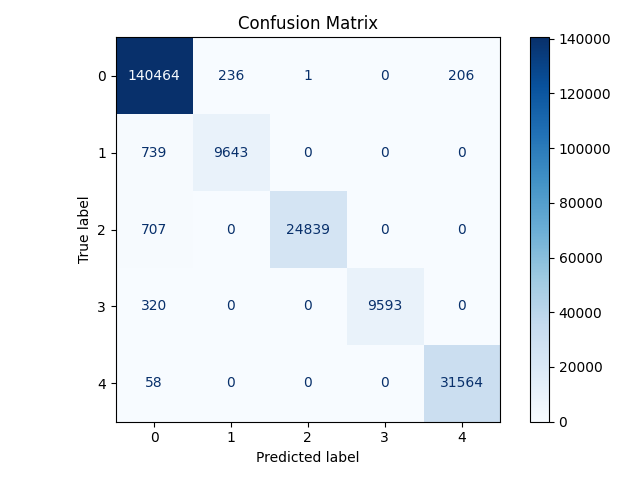 Confusion Matrix
True label
0 140464 236 1 0 206
1 739 9643 0 0 0
2 707 0 24839 0 0
3 320 0 0 9593 0
4 58 0 0 0 31564
0 1 2 3 4
Predicted label
140000
120000
100000
80000
60000
40000
20000
0